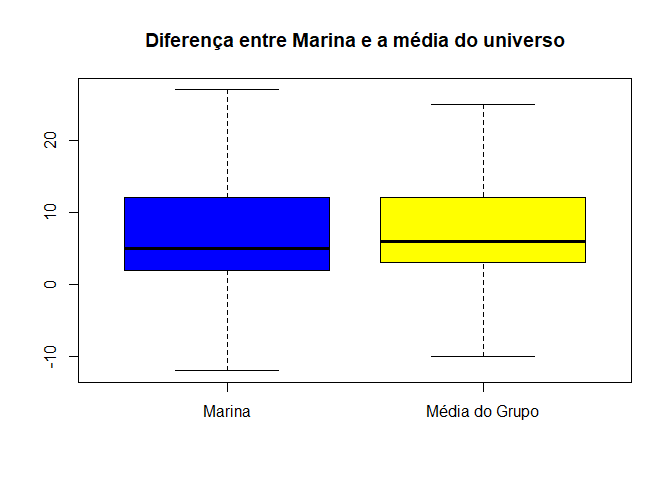 Diferença entre Marina e a média do universo
20
10
0
-10
Marina
Média do Grupo